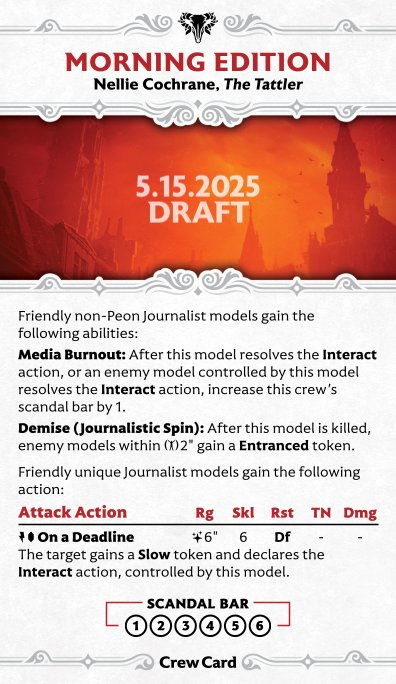 MORNING EDITION
Nellie Cochrane, The Tattler
5.15.2025
DRAFT
Friendly non-Peon Journalist models gain the
following abilities:
Media Burnout: After this model resolves the Interact
action, or an enemy model controlled by this model
resolves the Interact action, increase this crew's
scandal bar by 1.
Demise (Journalistic Spin): After this model is killed,
enemy models within 2" gain a Entranced token.
Friendly unique Journalist models gain the following
action:
Attack Action Rg Skl Rst TN Dmg
On a Deadline 6" 6 Df - -
The target gains a Slow token and declares the
Interact action, controlled by this model.
SCANDAL BAR
1 2 3 4 5 6
Crew Card